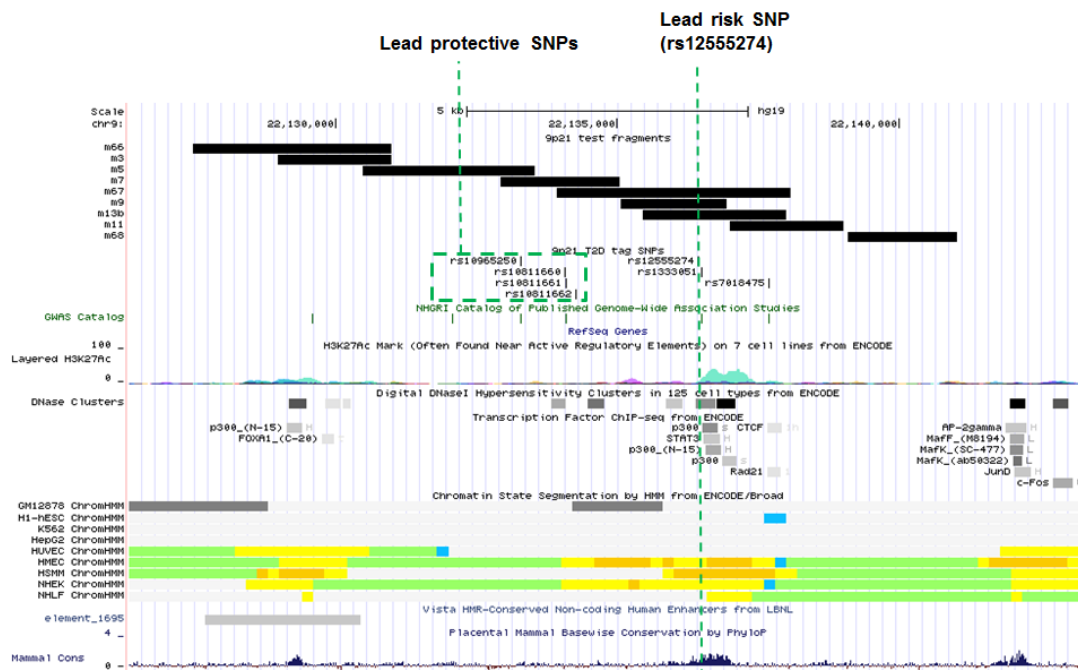 Lead protective SNPs
Lead risk SNP
(rs12555274)
Scale 5 kb hg19
chr9: 22,130,000 22,135,000 22,140,000
9p21 test fragments
m66
m3
m5
m7
m67
m9
m13b
m11
m68
9p21 T2D tag SNPs
rs10965250 rs12555274
rs10811660 rs1333051
rs10811661 rs7018475
rs10811662
NHGRI Catalog of Published Genome-Wide Association Studies
GWAS Catalog
RefSeq Genes
H3K27Ac Mark (Often Found Near Active Regulatory Elements) on 7 cell lines from ENCODE
100 _
Layered H3K27Ac
0 _
Digital DNaseI Hypersensitivity Clusters in 125 cell types from ENCODE
DNase Clusters
Transcription Factor ChIP-seq from ENCODE
p300_(N-15) H p300 s CTCF AP-2gamma H
FOXA1_(C-20) STAT3 H MafF_(M8194) L
p300_(N-15) H MafK_(SC-477) L
p300 s MafK_(ab50322) L
Rad21 JunD H
c-Fos
Chromatin State Segmentation by HMM from ENCODE/Broad
GM12878 ChromHMM
H1-hESC ChromHMM
K562 ChromHMM
HepG2 ChromHMM
HUVEC ChromHMM
HMEC ChromHMM
HSMM ChromHMM
NHEK ChromHMM
NHLF ChromHMM
Vista HMR-Conserved Non-coding Human Enhancers from LBNL
element_1695
Placental Mammal Basewise Conservation by PhyloP
4 _
Mammal Cons
0 _